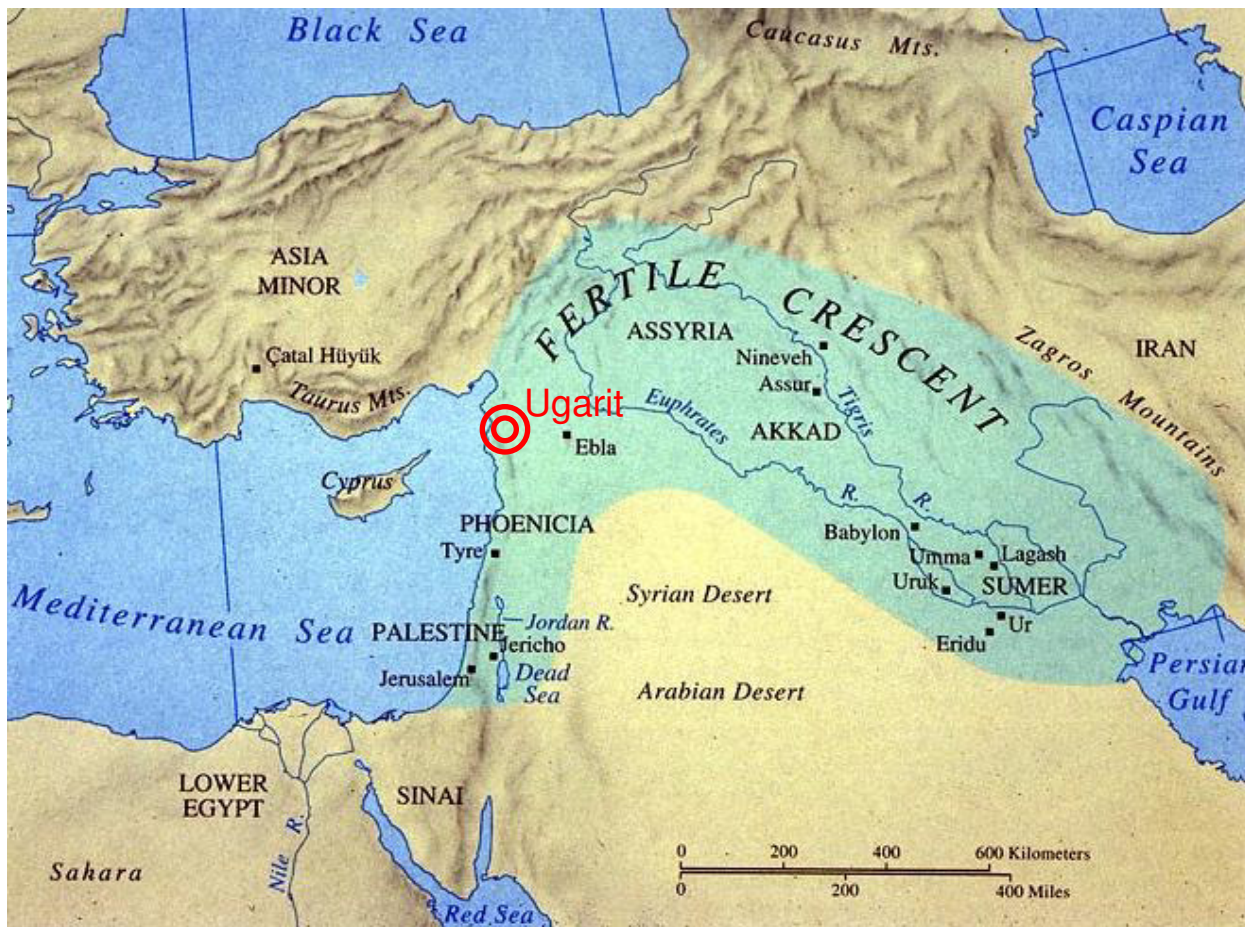 Black Sea
Caucasus Mts.
Caspian
Sea
ASIA
MINOR
FERTILE CRESCENT
ASSYRIA
Zagros Mountains
IRAN
Nineveh
Çatal Hüyük
Taurus Mts.
Assur
Tigris R.
Ugarit
Euphrates R.
AKKAD
Ebla
Cyprus
PHOENICIA
Tyre
Babylon
Umma
Lagash
Uruk
SUMER
Syrian Desert
Mediterranean Sea
Jordan R.
PALESTINE
Ur
Eridu
Jericho
Jerusalem
Dead
Sea
Persian
Gulf
Arabian Desert
LOWER
EGYPT
SINAI
Nile R.
Sahara
Red Sea
0 200 400 600 Kilometers
0 200 400 Miles